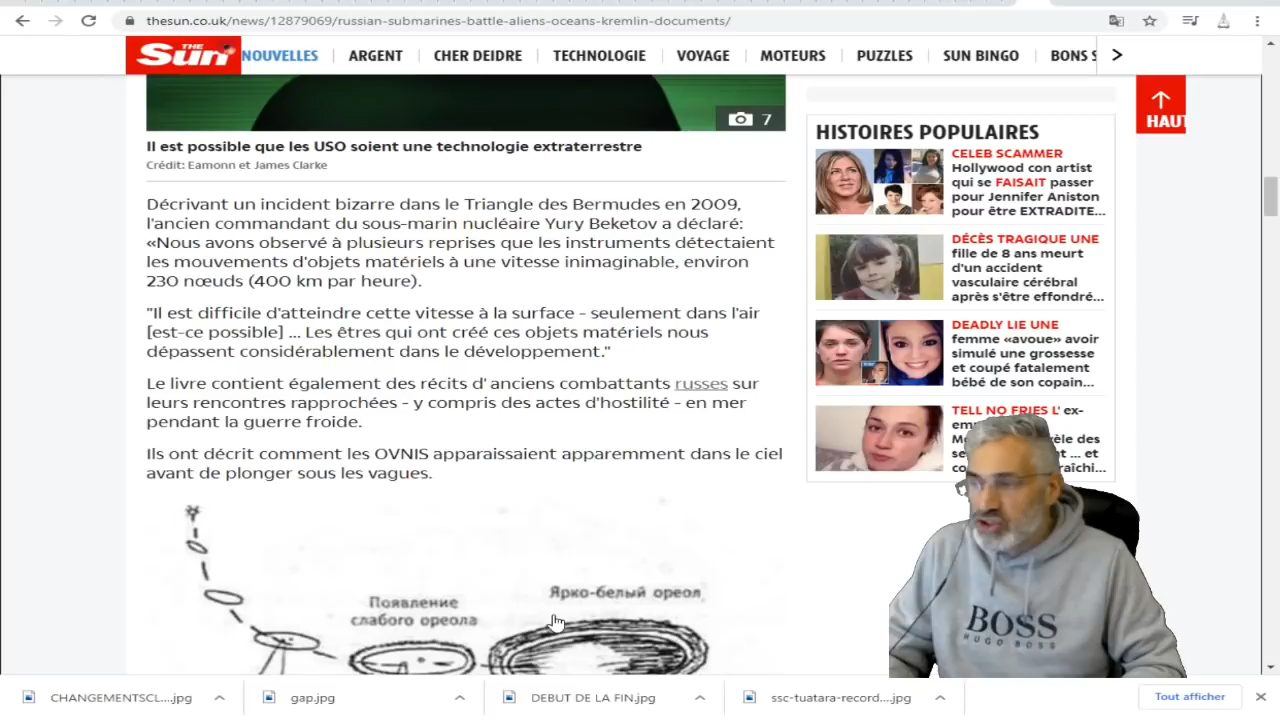 thesun.co.uk/news/12879069/russian-submarines-battle-aliens-oceans-kremlin-documents/
THE Sun
NOUVELLES ARGENT CHER DEIDRE TECHNOLOGIE VOYAGE MOTEURS PUZZLES SUN BINGO BONS
HAUT
7
Il est possible que les USO soient une technologie extraterrestre
Crédit: Eamonn et James Clarke
Décrivant un incident bizarre dans le Triangle des Bermudes en 2009,
l'ancien commandant du sous-marin nucléaire Yury Beketov a déclaré:
«Nous avons observé à plusieurs reprises que les instruments détectaient
les mouvements d'objets matériels à une vitesse inimaginable, environ
230 nœuds (400 km par heure).
"Il est difficile d'atteindre cette vitesse à la surface - seulement dans l'air
[est-ce possible] ... Les êtres qui ont créé ces objets matériels nous
dépassent considérablement dans le développement."
Le livre contient également des récits d' anciens combattants russes sur
leurs rencontres rapprochées - y compris des actes d'hostilité - en mer
pendant la guerre froide.
Ils ont décrit comment les OVNIS apparaissaient apparemment dans le ciel
avant de plonger sous les vagues.
Появление
слабого ореола
Ярко-белый ореол
HISTOIRES POPULAIRES
CELEB SCAMMER
Hollywood con artist
qui se FAISAIT passer
pour Jennifer Aniston
pour être EXTRADITE...
DÉCÈS TRAGIQUE UNE
fille de 8 ans meurt
d'un accident
vasculaire cérébral
après s'être effondré...
DEADLY LIE UNE
femme «avoue» avoir
simulé une grossesse
et coupé fatalement
bébé de son copain...
TELL NO FRIES L' ex-
BOSS
HUGO BOSS
CHANGEMENTSCL....jpg
gap.jpg
DEBUT DE LA FIN.jpg
ssc-tuatara-record....jpg
Tout afficher